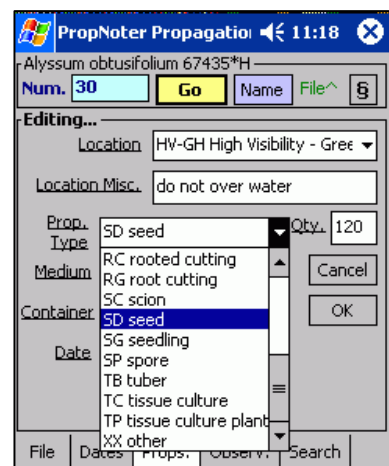 PropNoter Propagation 11:18
Alyssum obtusifolium 67435*H
Num. 30 Go Name File^ §
Editing...
Location HV-GH High Visibility - Gree
Location Misc. do not over water
Prop. Type SD seed Qty. 120
RC rooted cutting
RG root cutting
Medium Cancel
SC scion
Container SD seed OK
SG seedling
Date SP spore
TB tuber
TC tissue culture
TP tissue culture plant
XX other
File Dates Props. Observ. Search